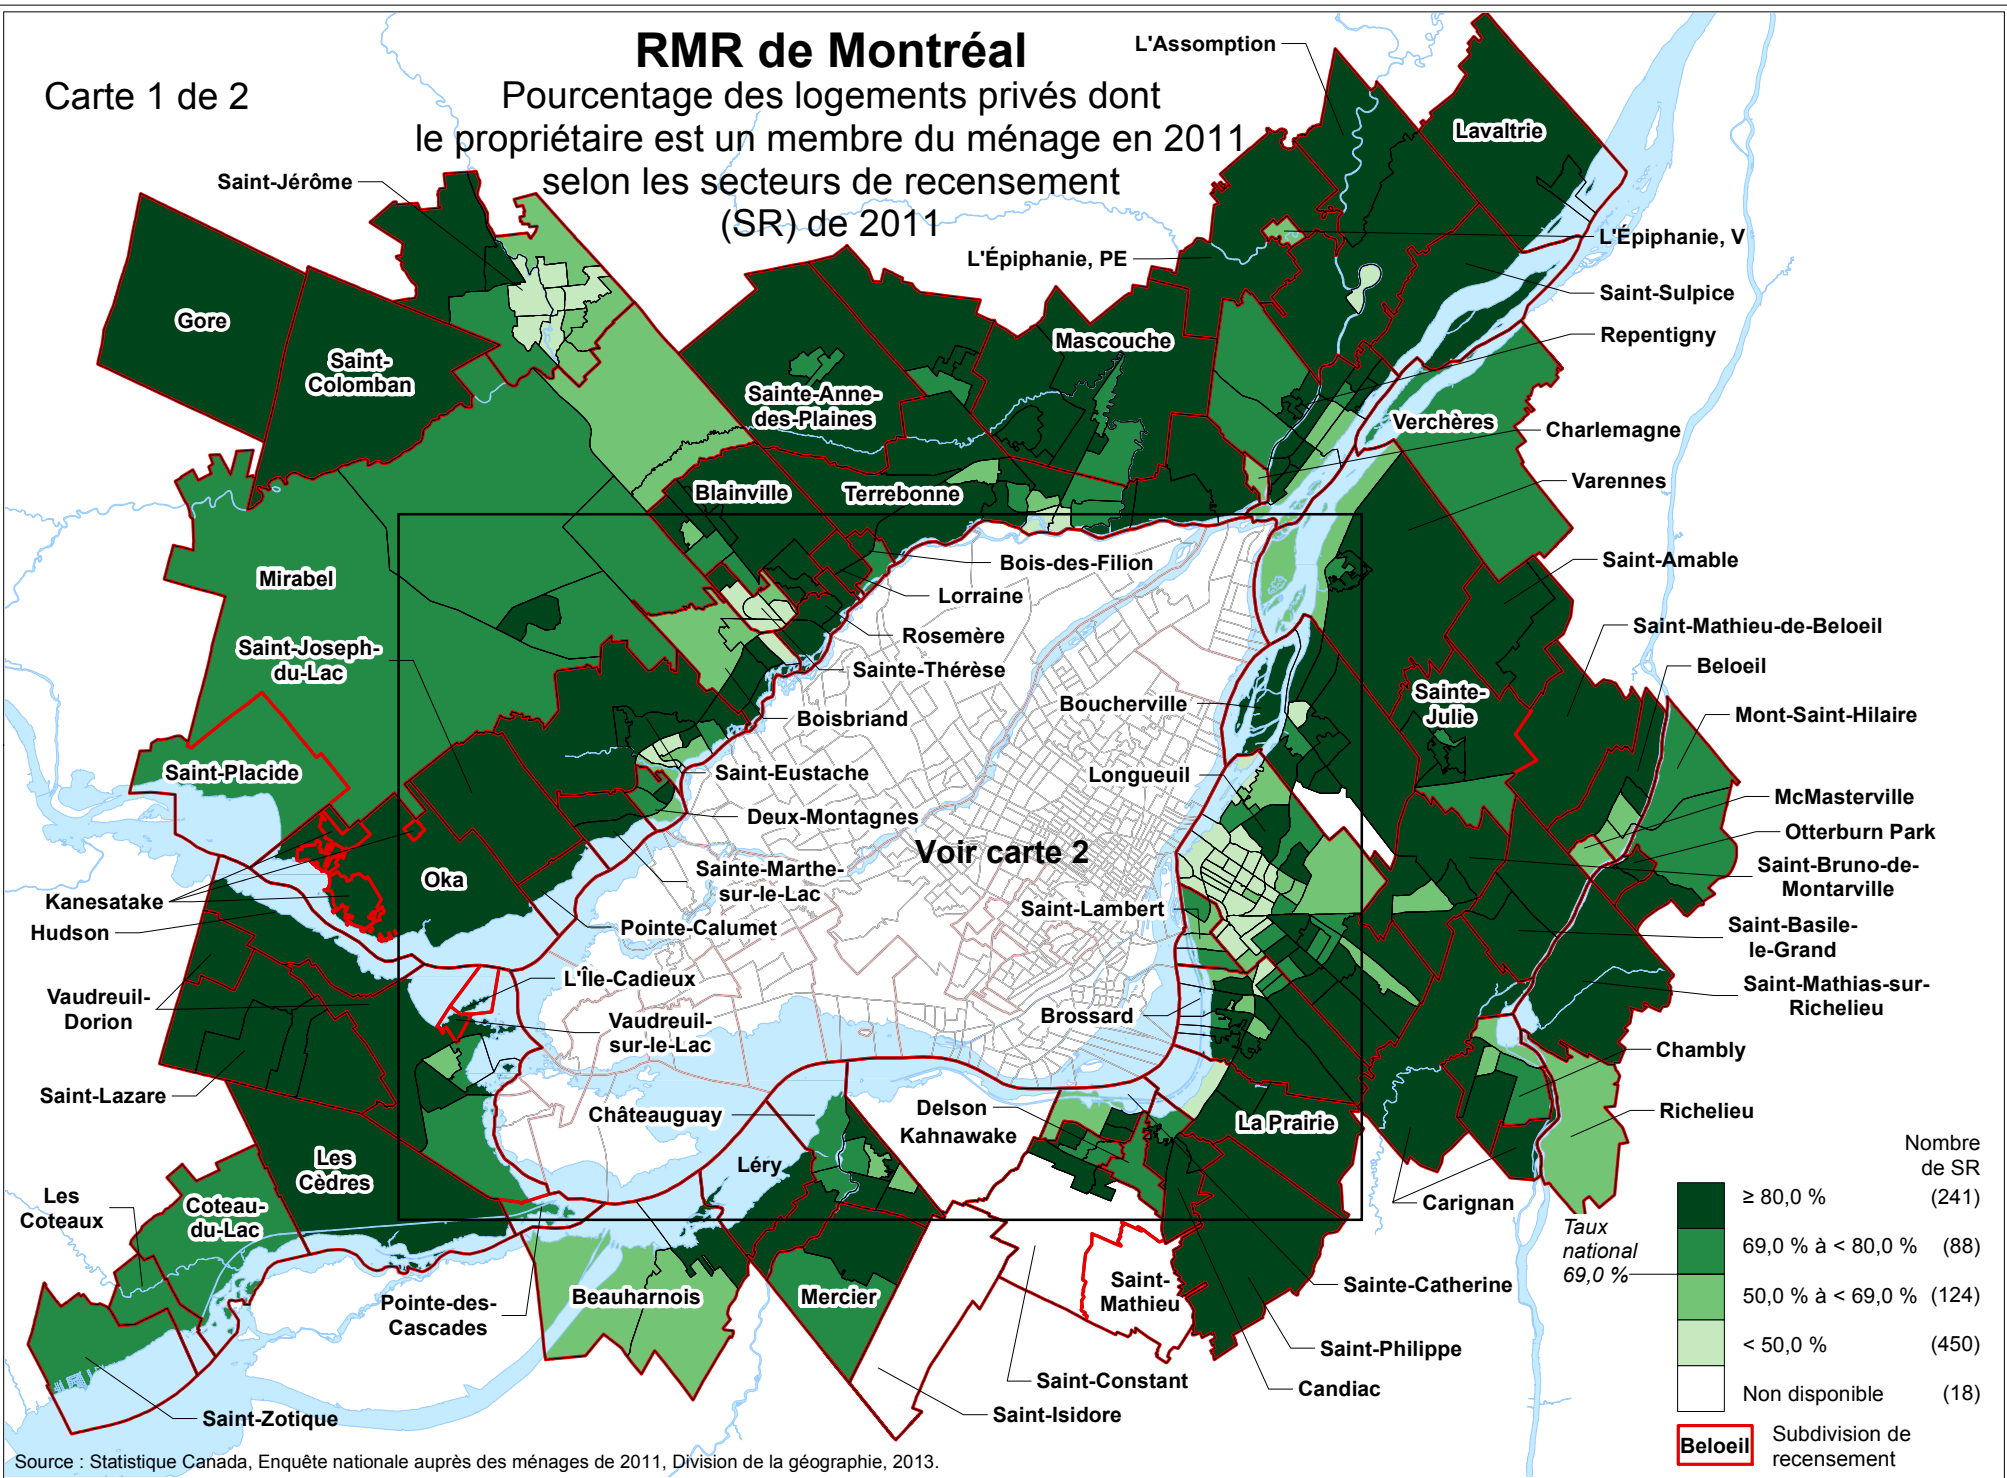 RMR de Montréal
Carte 1 de 2
Pourcentage des logements privés dont
le propriétaire est un membre du ménage en 2011
selon les secteurs de recensement
(SR) de 2011
L'Assomption
Lavaltrie
Saint-Jérôme
L'Épiphanie, V
L'Épiphanie, PE
Saint-Sulpice
Gore
Repentigny
Mascouche
Saint-
Colomban
Sainte-Anne-
des-Plaines
Verchères
Charlemagne
Varennes
Blainville
Terrebonne
Bois-des-Filion
Saint-Amable
Mirabel
Lorraine
Rosemère
Saint-Mathieu-de-Beloeil
Saint-Joseph-
du-Lac
Sainte-Thérèse
Beloeil
Sainte-
Julie
Boucherville
Boisbriand
Mont-Saint-Hilaire
Saint-Placide
Saint-Eustache
Longueuil
McMasterville
Deux-Montagnes
Otterburn Park
Voir carte 2
Sainte-Marthe-
sur-le-Lac
Saint-Bruno-de-
Montarville
Oka
Kanesatake
Saint-Lambert
Hudson
Pointe-Calumet
Saint-Basile-
le-Grand
L'Île-Cadieux
Saint-Mathias-sur-
Richelieu
Vaudreuil-
Dorion
Vaudreuil-
sur-le-Lac
Brossard
Chambly
Saint-Lazare
Châteauguay
Delson
Kahnawake
La Prairie
Richelieu
Les
Cèdres
Léry
Les
Coteaux
Coteau-
du-Lac
Carignan
Nombre
de SR
≥ 80,0 % (241)
Taux
national
69,0 %
69,0 % à < 80,0 % (88)
50,0 % à < 69,0 % (124)
< 50,0 % (450)
Non disponible (18)
Beloeil
Subdivision de
recensement
Pointe-des-
Cascades
Beauharnois
Mercier
Saint-
Mathieu
Sainte-Catherine
Saint-Philippe
Saint-Constant
Candiac
Saint-Isidore
Saint-Zotique
Source : Statistique Canada, Enquête nationale auprès des ménages de 2011, Division de la géographie, 2013.